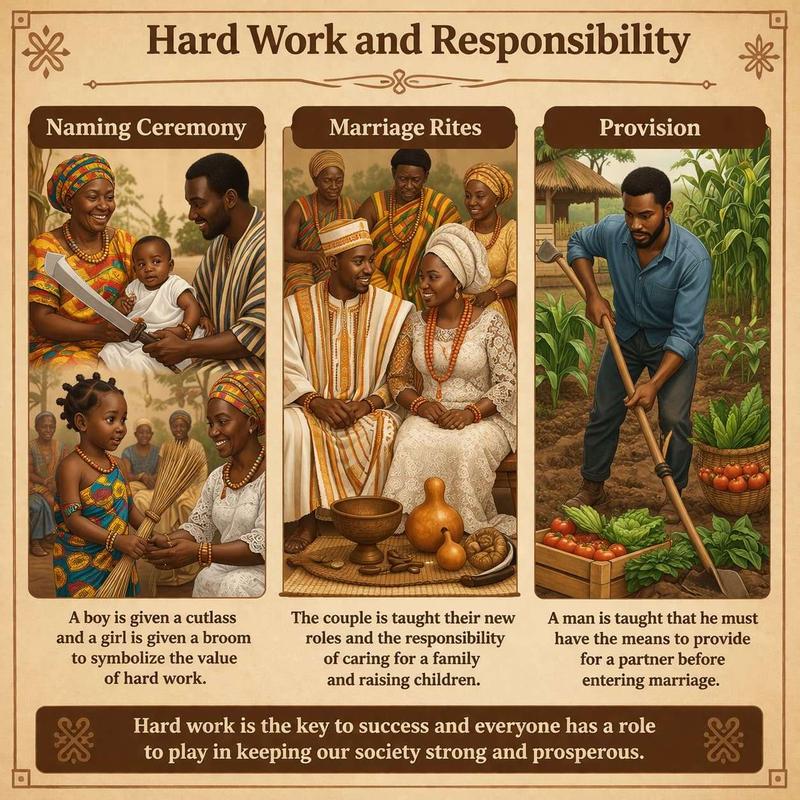 Hard Work and Responsibility
Naming Ceremony
A boy is given a cutlass
and a girl is given a broom
to symbolize the value
of hard work.
Marriage Rites
The couple is taught their new
roles and the responsibility
of caring for a family
and raising children.
Provision
A man is taught that he must
have the means to provide
for a partner before
entering marriage.
Hard work is the key to success and everyone has a role
to play in keeping our society strong and prosperous.